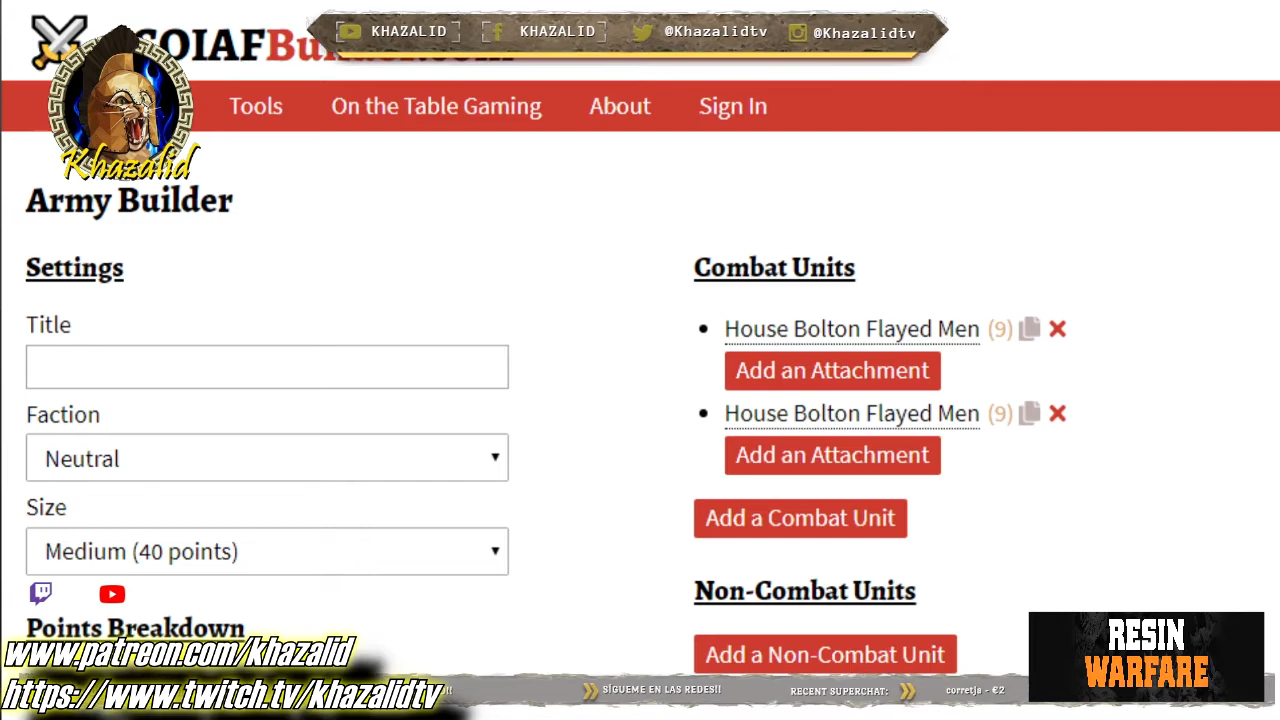 KHAZALID
KHAZALID
@Khazalidtv
@Khazalidtv
Khazalid
Tools
On the Table Gaming
About
Sign In
Army Builder
Settings
Title
Faction
Neutral
Size
Medium (40 points)
Points Breakdown
Combat Units
House Bolton Flayed Men (9)
Add an Attachment
House Bolton Flayed Men (9)
Add an Attachment
Add a Combat Unit
Non-Combat Units
Add a Non-Combat Unit
RESIN
WARFARE
www.patreon.com/khazalid
https://www.twitch.tv/khazalidtv
SÍGUEME EN LAS REDES!!
RECENT SUPERCHAT:
corretja - €2